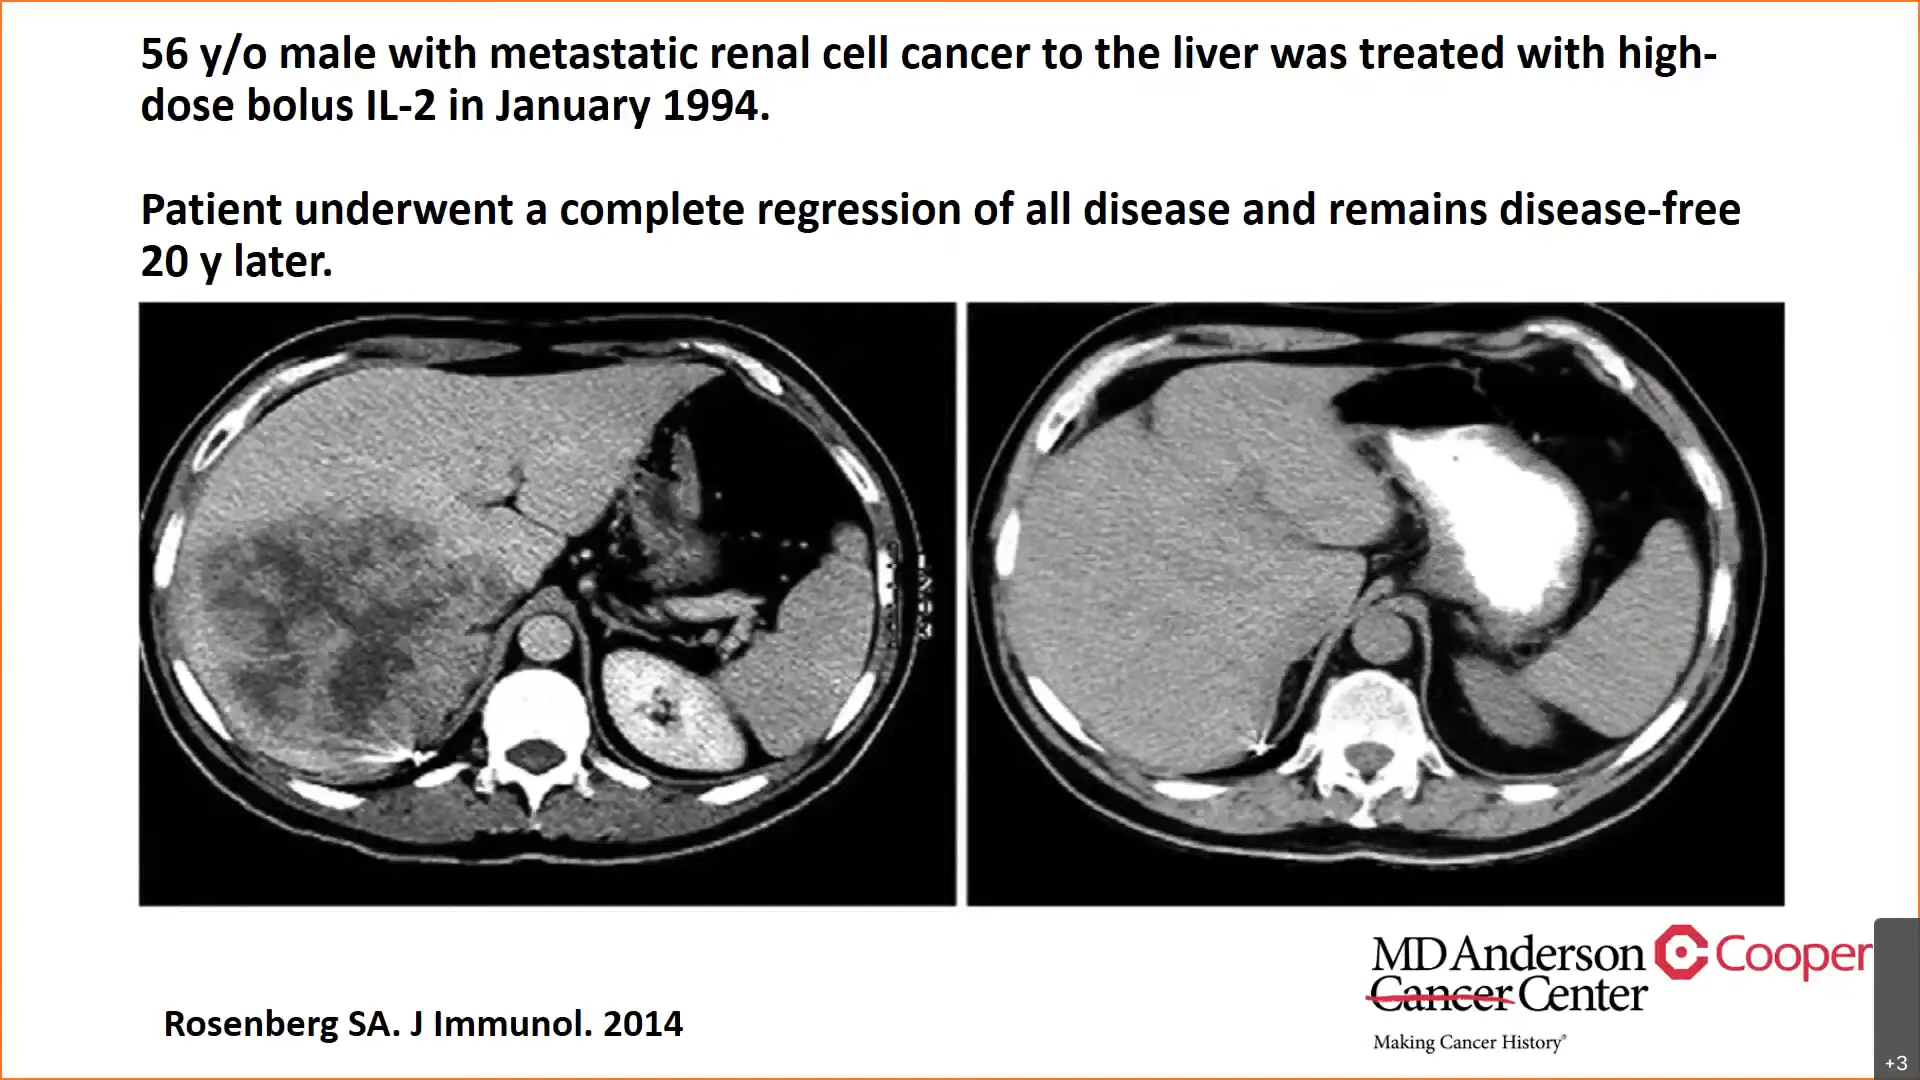 56 y/o male with metastatic renal cell cancer to the liver was treated with high-
dose bolus IL-2 in January 1994.
Patient underwent a complete regression of all disease and remains disease-free
20 y later.
MD Anderson Cooper
Cancer Center
Making Cancer History®
Rosenberg SA. J Immunol. 2014
+3